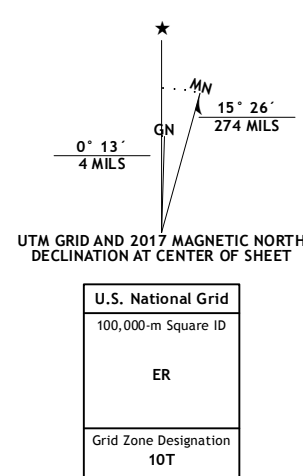 ★
MN
GN
15° 26´
274 MILS
0° 13´
4 MILS
UTM GRID AND 2017 MAGNETIC NORTH
DECLINATION AT CENTER OF SHEET
U.S. National Grid
100,000-m Square ID
ER
Grid Zone Designation
10T